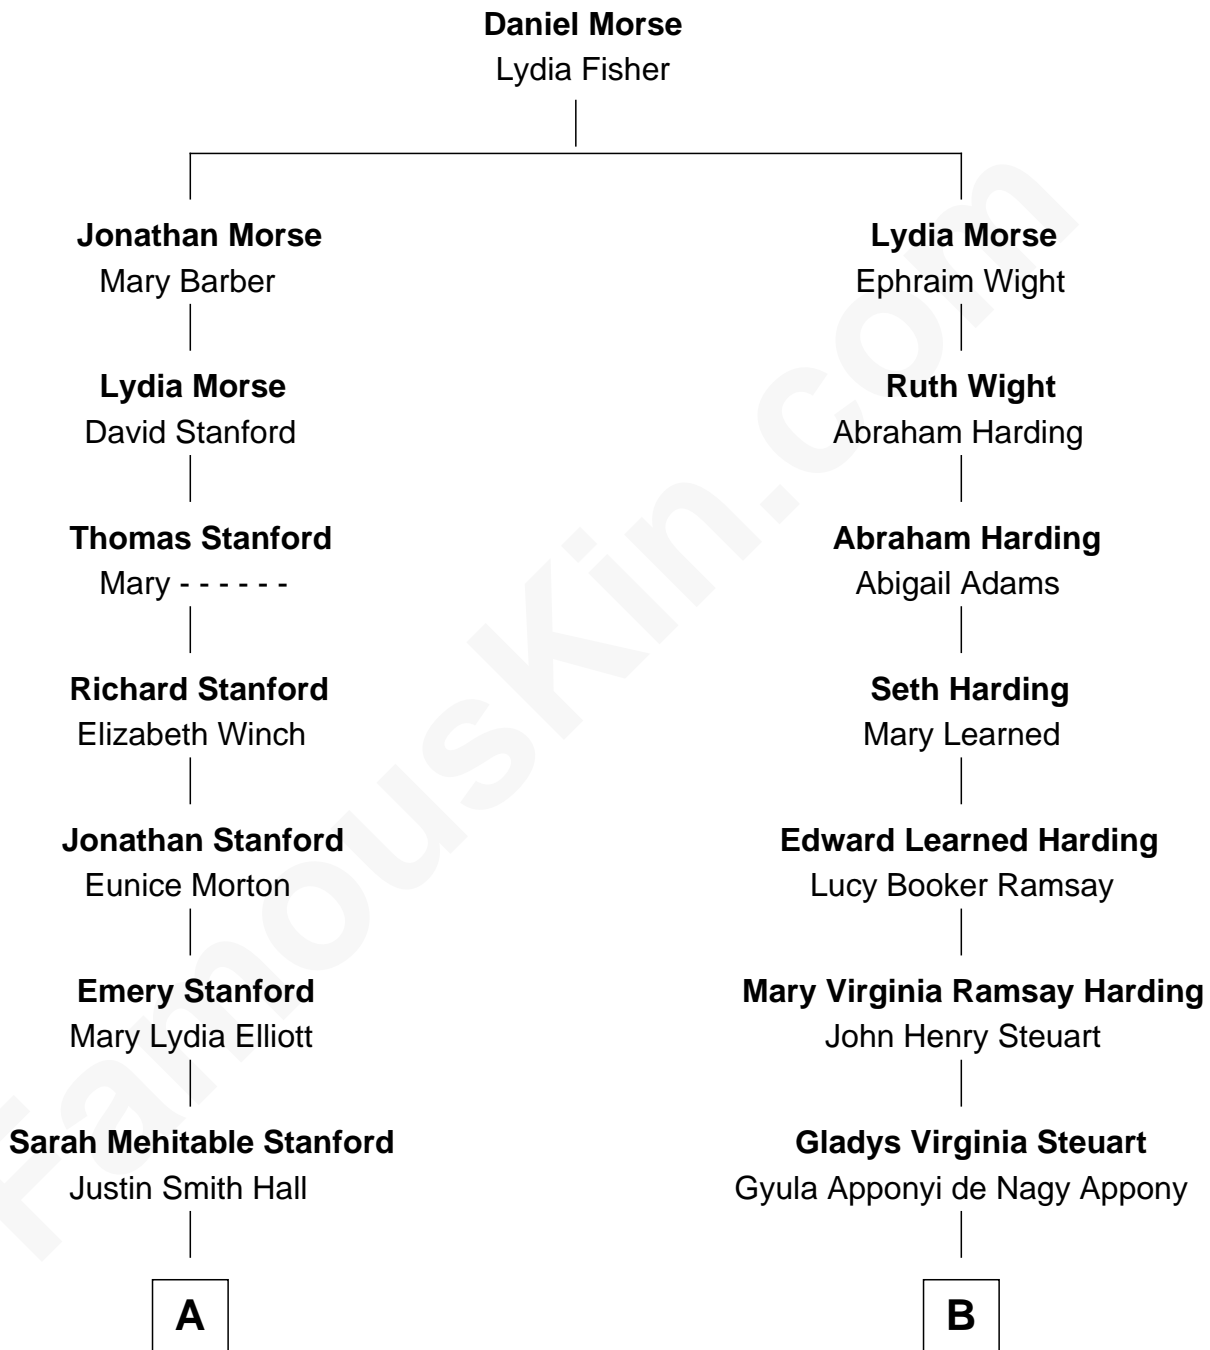 Daniel Morse
Lydia Fisher
Jonathan Morse
Mary Barber
Lydia Morse
David Stanford
Thomas Stanford
Mary - - - - - -
Richard Stanford
Elizabeth Winch
Jonathan Stanford
Eunice Morton
Emery Stanford
Mary Lydia Elliott
Sarah Mehitable Stanford
Justin Smith Hall
A
Lydia Morse
Ephraim Wight
Ruth Wight
Abraham Harding
Abraham Harding
Abigail Adams
Seth Harding
Mary Learned
Edward Learned Harding
Lucy Booker Ramsay
Mary Virginia Ramsay Harding
John Henry Steuart
Gladys Virginia Steuart
Gyula Apponyi de Nagy Appony
B
FamousKin.com